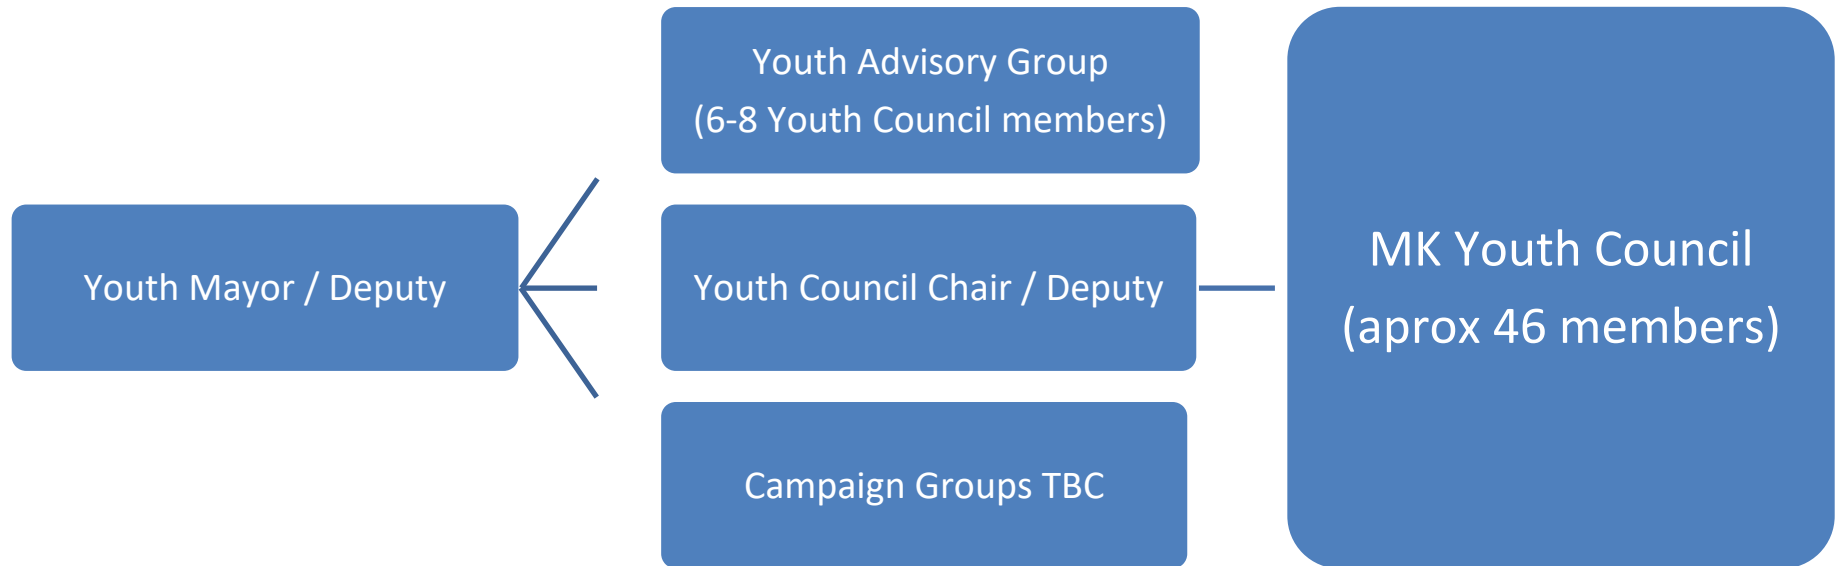 Youth Advisory Group
(6-8 Youth Council members)
Youth Mayor / Deputy
Youth Council Chair / Deputy
Campaign Groups TBC
MK Youth Council
(aprox 46 members)